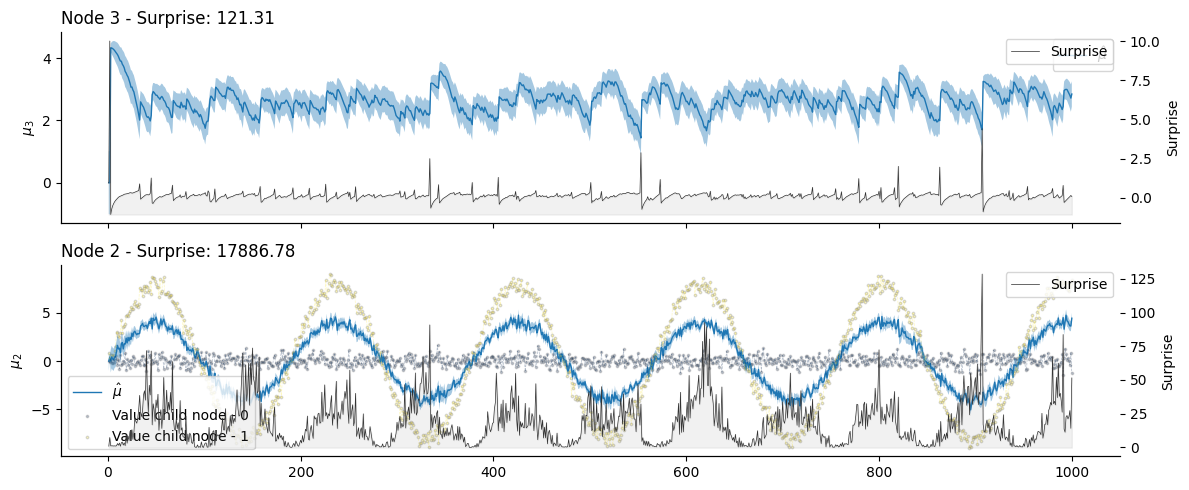 Node 3 - Surprise: 121.31
4
2
0
μ3
10.0
7.5
5.0
2.5
0.0
Surprise
Surprise
Node 2 - Surprise: 17886.78
5
0
−5
μ2
μ̂
Value child node - 0
Value child node - 1
Surprise
125
100
75
50
25
0
Surprise
0
200
400
600
800
1000